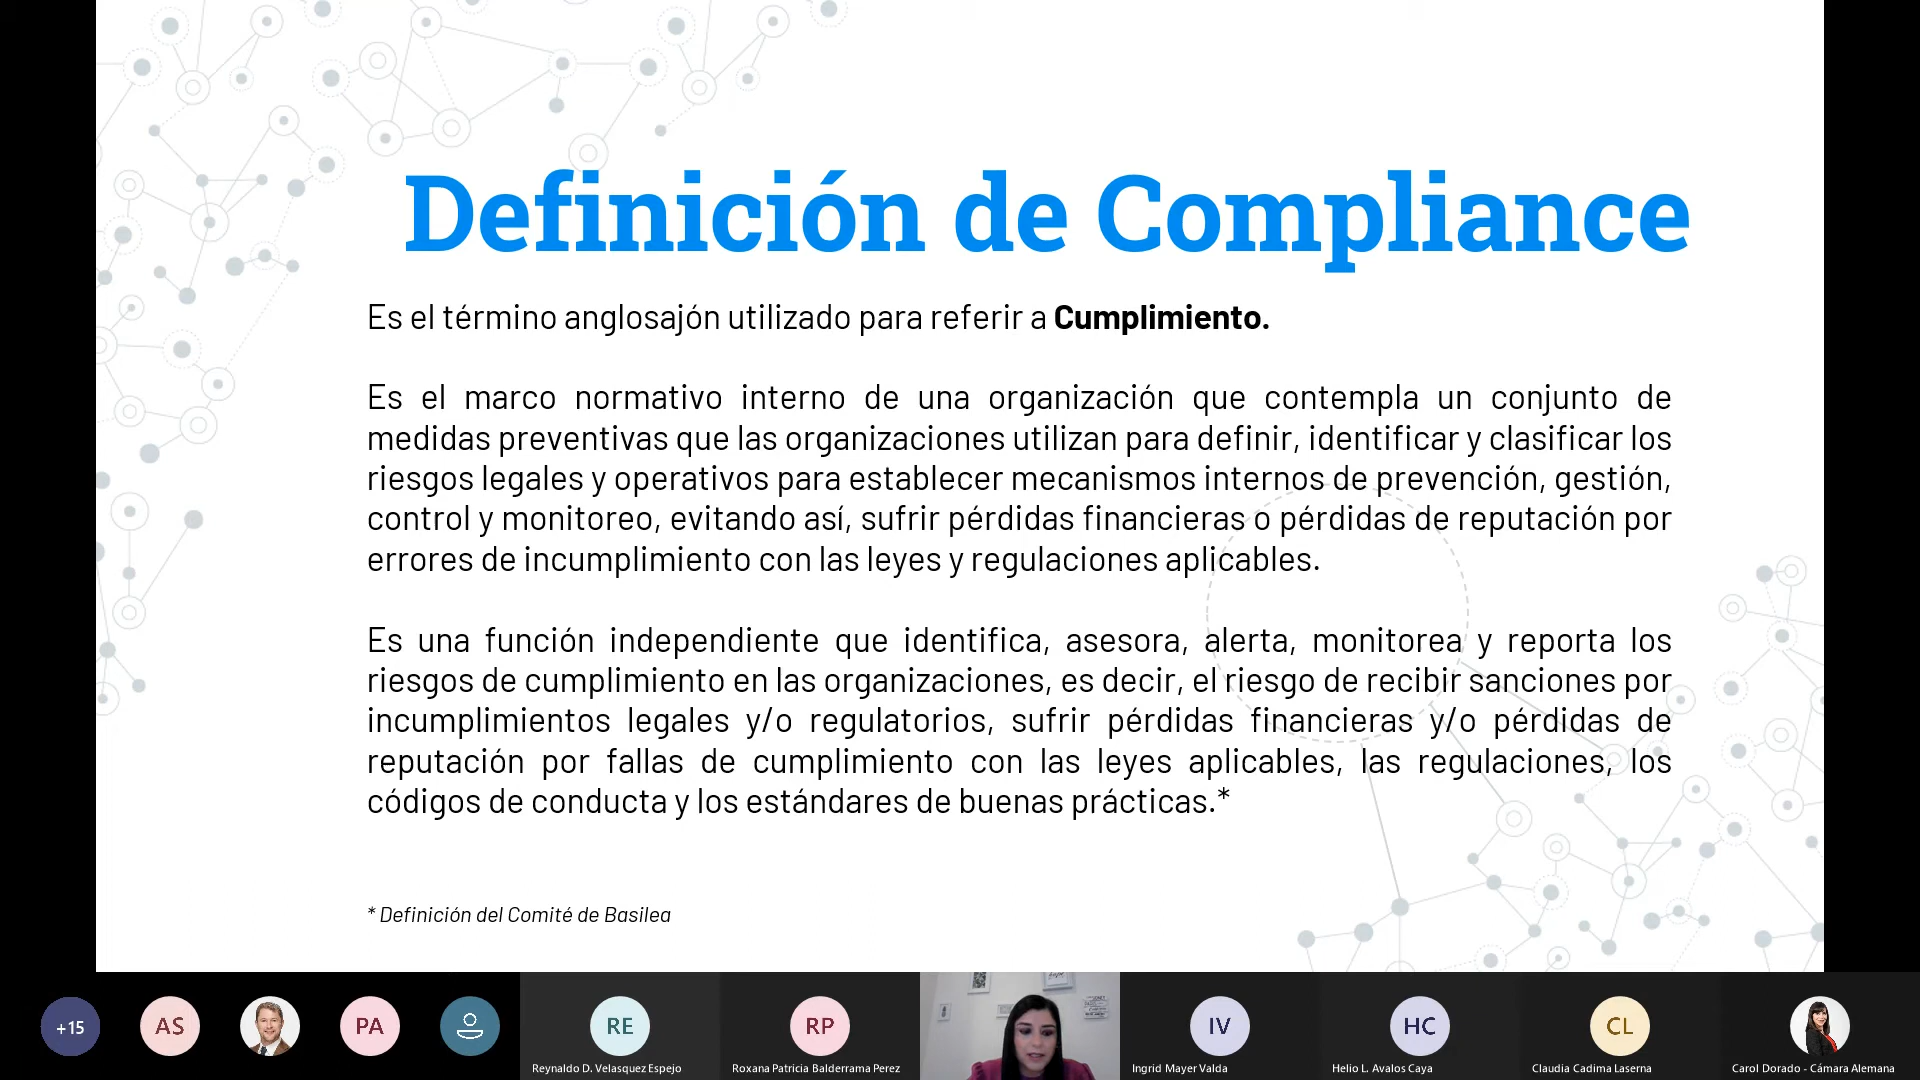 Definición de Compliance
Es el término anglosajón utilizado para referir a Cumplimiento.
Es el marco normativo interno de una organización que contempla un conjunto de
medidas preventivas que las organizaciones utilizan para definir, identificar y clasificar los
riesgos legales y operativos para establecer mecanismos internos de prevención, gestión,
control y monitoreo, evitando así, sufrir pérdidas financieras o pérdidas de reputación por
errores de incumplimiento con las leyes y regulaciones aplicables.
Es una función independiente que identifica, asesora, alerta, monitorea y reporta los
riesgos de cumplimiento en las organizaciones, es decir, el riesgo de recibir sanciones por
incumplimientos legales y/o regulatorios, sufrir pérdidas financieras y/o pérdidas de
reputación por fallas de cumplimiento con las leyes aplicables, las regulaciones, los
códigos de conducta y los estándares de buenas prácticas.*
* Definición del Comité de Basilea
+15
AS
PA
RE
RP
IV
HC
CL
Reynaldo D. Velasquez Espejo
Roxana Patricia Balderrama Perez
Ingrid Mayer Valda
Helio L. Avalos Caya
Claudia Cadima Laserna
Carol Dorado - Cámara Alemana